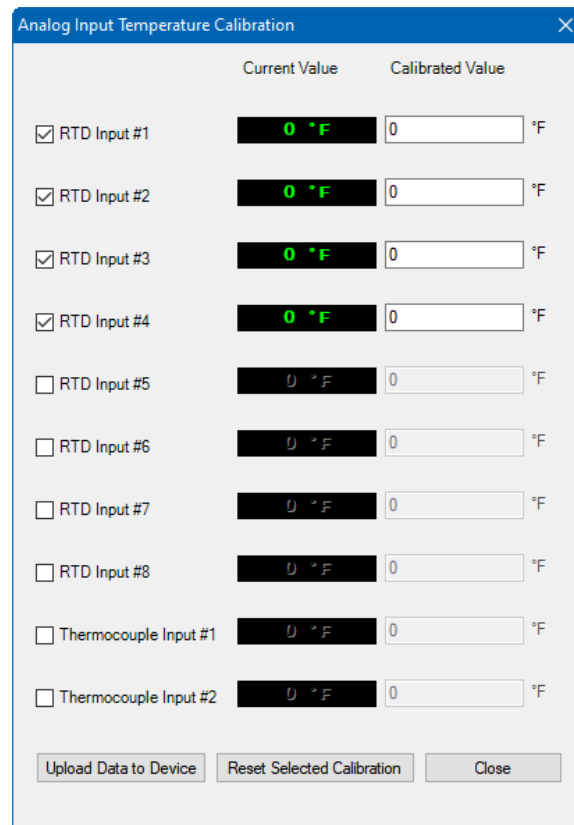 Analog Input Temperature Calibration
Current Value Calibrated Value
RTD Input #1 0 °F 0 °F
RTD Input #2 0 °F 0 °F
RTD Input #3 0 °F 0 °F
RTD Input #4 0 °F 0 °F
RTD Input #5 0 °F 0 °F
RTD Input #6 0 °F 0 °F
RTD Input #7 0 °F 0 °F
RTD Input #8 0 °F 0 °F
Thermocouple Input #1 0 °F 0 °F
Thermocouple Input #2 0 °F 0 °F
Upload Data to Device Reset Selected Calibration Close